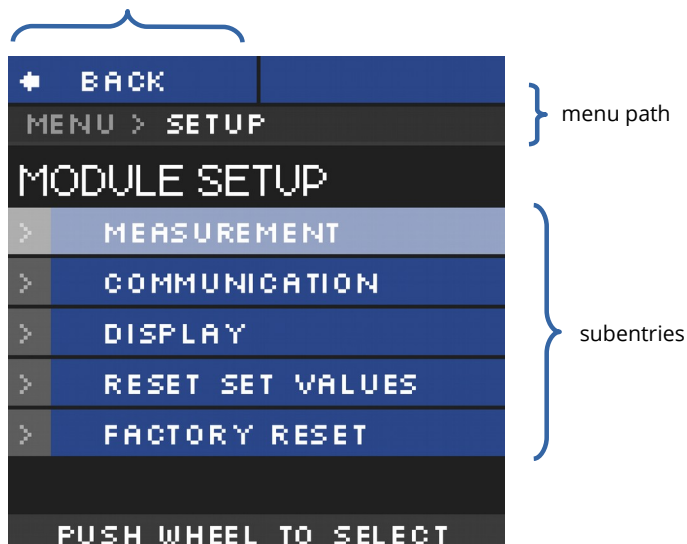 BACK
MENU > SETUP
menu path
MODULE SETUP
> MEASUREMENT
> COMMUNICATION
> DISPLAY
subentries
> RESET SET VALUES
> FACTORY RESET
PUSH WHEEL TO SELECT